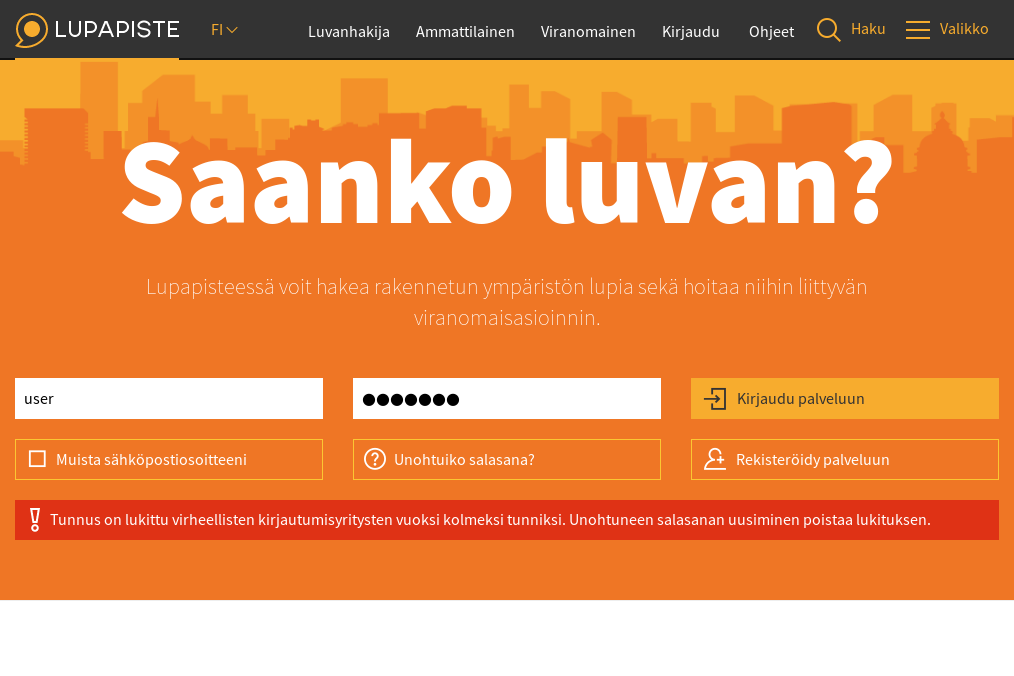 LUPAPISTE FI Luvanhakija Ammattilainen Viranomainen Kirjaudu Ohjeet Haku Valikko
Saanko luvan?
Lupapisteessä voit hakea rakennetun ympäristön lupia sekä hoitaa niihin liittyvän
viranomaisasioinnin.
user ●●●●●●● Kirjaudu palveluun
Muista sähköpostiosoitteeni Unohtuiko salasana? Rekisteröidy palveluun
Tunnus on lukittu virheellisten kirjautumisyritysten vuoksi kolmeksi tunniksi. Unohtuneen salasanan uusiminen poistaa lukituksen.